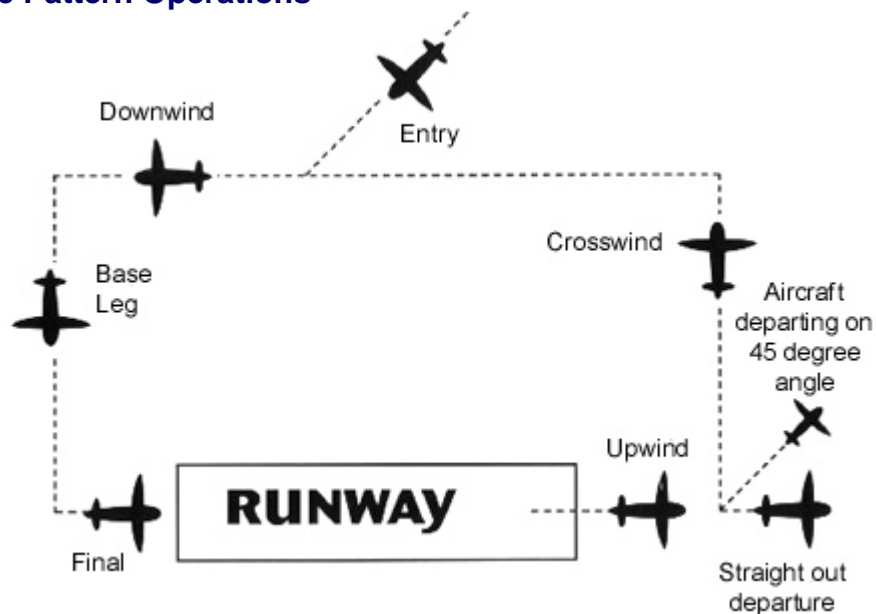 Pattern Operations
Downwind
Entry
Crosswind
Base
Leg
Aircraft
departing on
45 degree
angle
Upwind
RUNWAY
Final
Straight out
departure